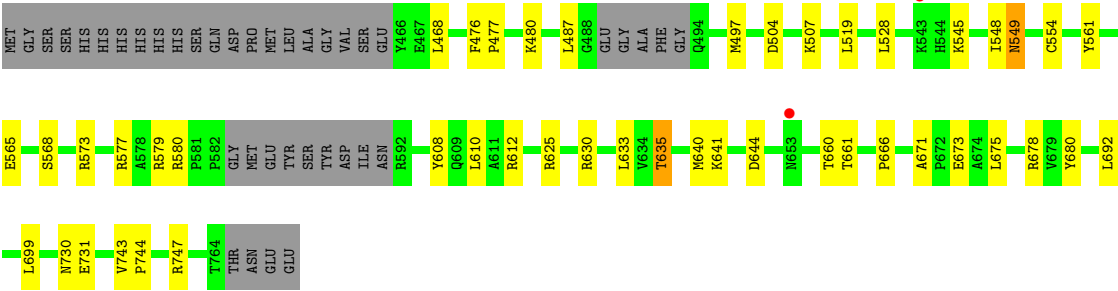 MET GLY SER SER HIS HIS HIS HIS HIS HIS SER GLN ASP PRO MET LEU ALA GLY VAL SER GLU Y466 E467 L468 F476 P477 K480 L487 G488 GLU GLY ALA PHE GLY Q494 M497 D504 K507 L519 L528 K543 H544 K545 I548 N549 C554 Y561
E565 S568 R573 R577 A578 R579 R580 P581 P582 GLY MET GLU TYR SER TYR ASP ILE ASN R592 Y608 Q609 L610 A611 R612 R625 R630 L633 V634 T635 M640 K641 D644 N653 T660 T661 P666 A671 P672 E673 A674 L675 R678 V679 Y680 L692
L699 N730 E731 V743 P744 R747 T764 THR ASN GLU GLU